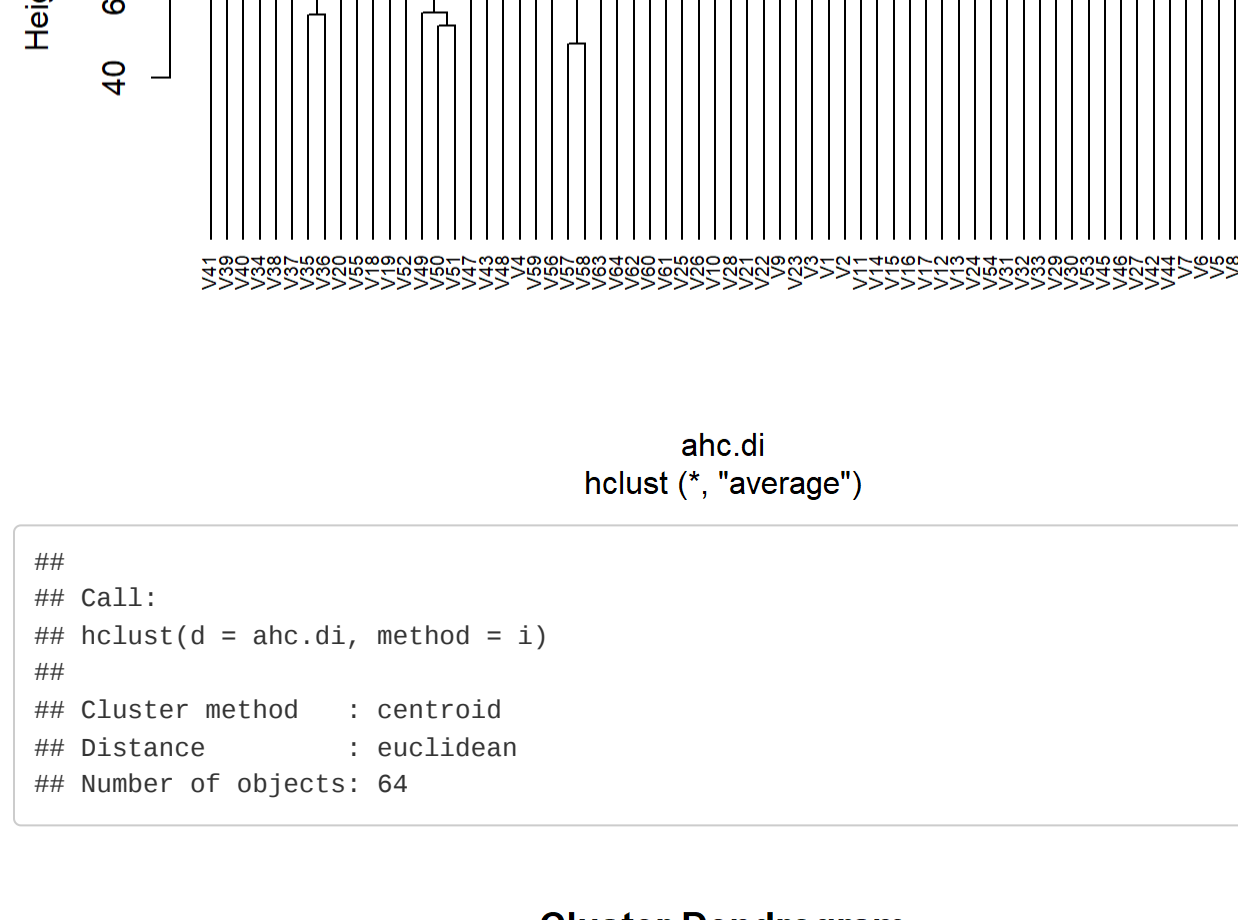 40
V41 V39 V40 V34 V38 V37 V35 V36 V20 V55 V18 V19 V52 V49 V50 V51 V47 V43 V48 V4 V59 V56 V57 V58 V63 V64 V62 V60 V61 V25 V26 V10 V28 V21 V22 V9 V23 V3 V1 V2 V11 V14 V15 V16 V17 V12 V13 V24 V54 V31 V32 V33 V29 V30 V53 V45 V46 V27 V42 V44 V7 V6 V5 V8
ahc.di
hclust (*, "average")
##
## Call:
## hclust(d = ahc.di, method = i)
##
## Cluster method   : centroid
## Distance         : euclidean
## Number of objects: 64
Cluster Dendrogram